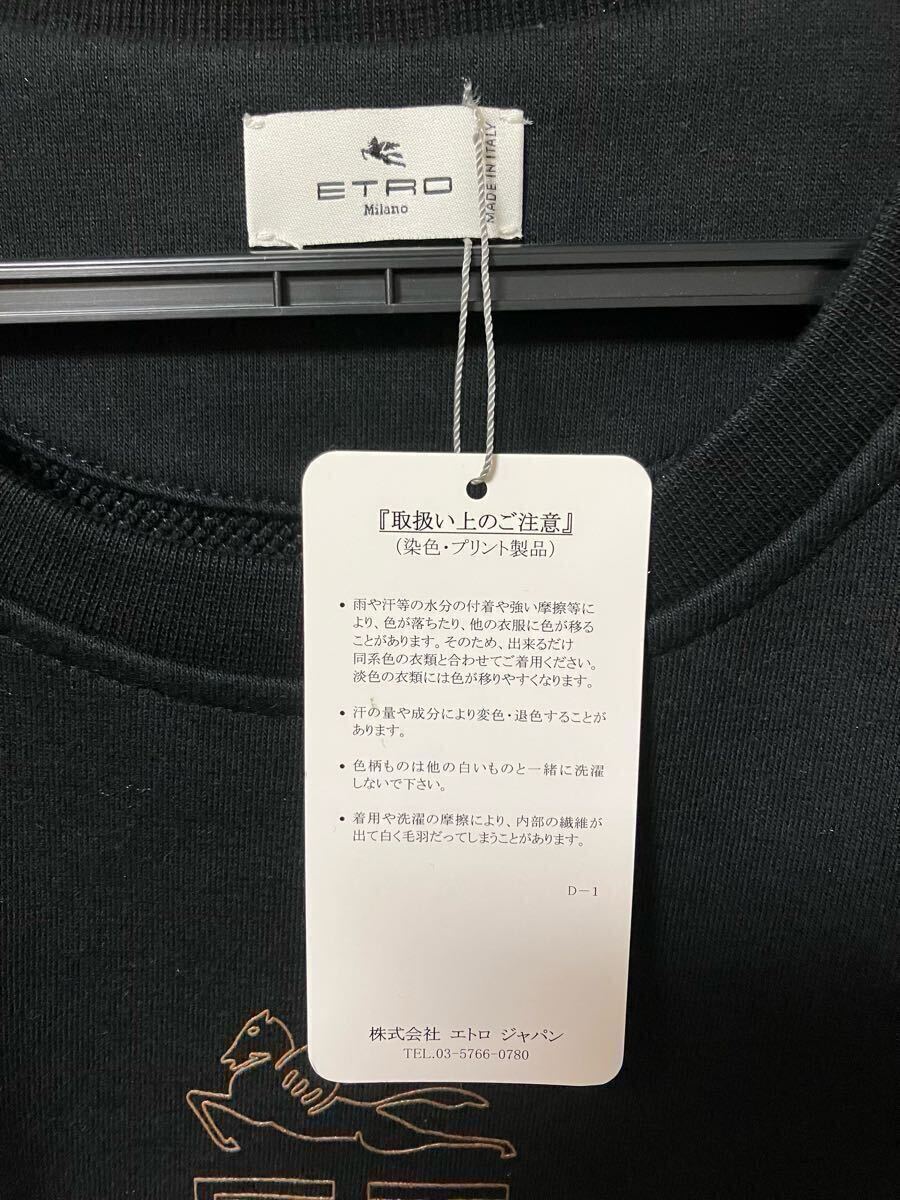 ETRO
Milano
MADE IN ITALY
『取扱い上のご注意』
(染色・プリント製品)
• 雨や汗等の水分の付着や強い摩擦等に
より、色が落ちたり、他の衣服に色が移る
ことがあります。そのため、出来るだけ
同系色の衣類と合わせてご着用ください。
淡色の衣類には色が移りやすくなります。
• 汗の量や成分により変色・退色することが
あります。
• 色柄ものは他の白いものと一緒に洗濯
しないで下さい。
• 着用や洗濯の摩擦により、内部の繊維が
出て白く毛羽だってしまうことがあります。
D－1
株式会社 エトロ ジャパン
TEL.03-5766-0780